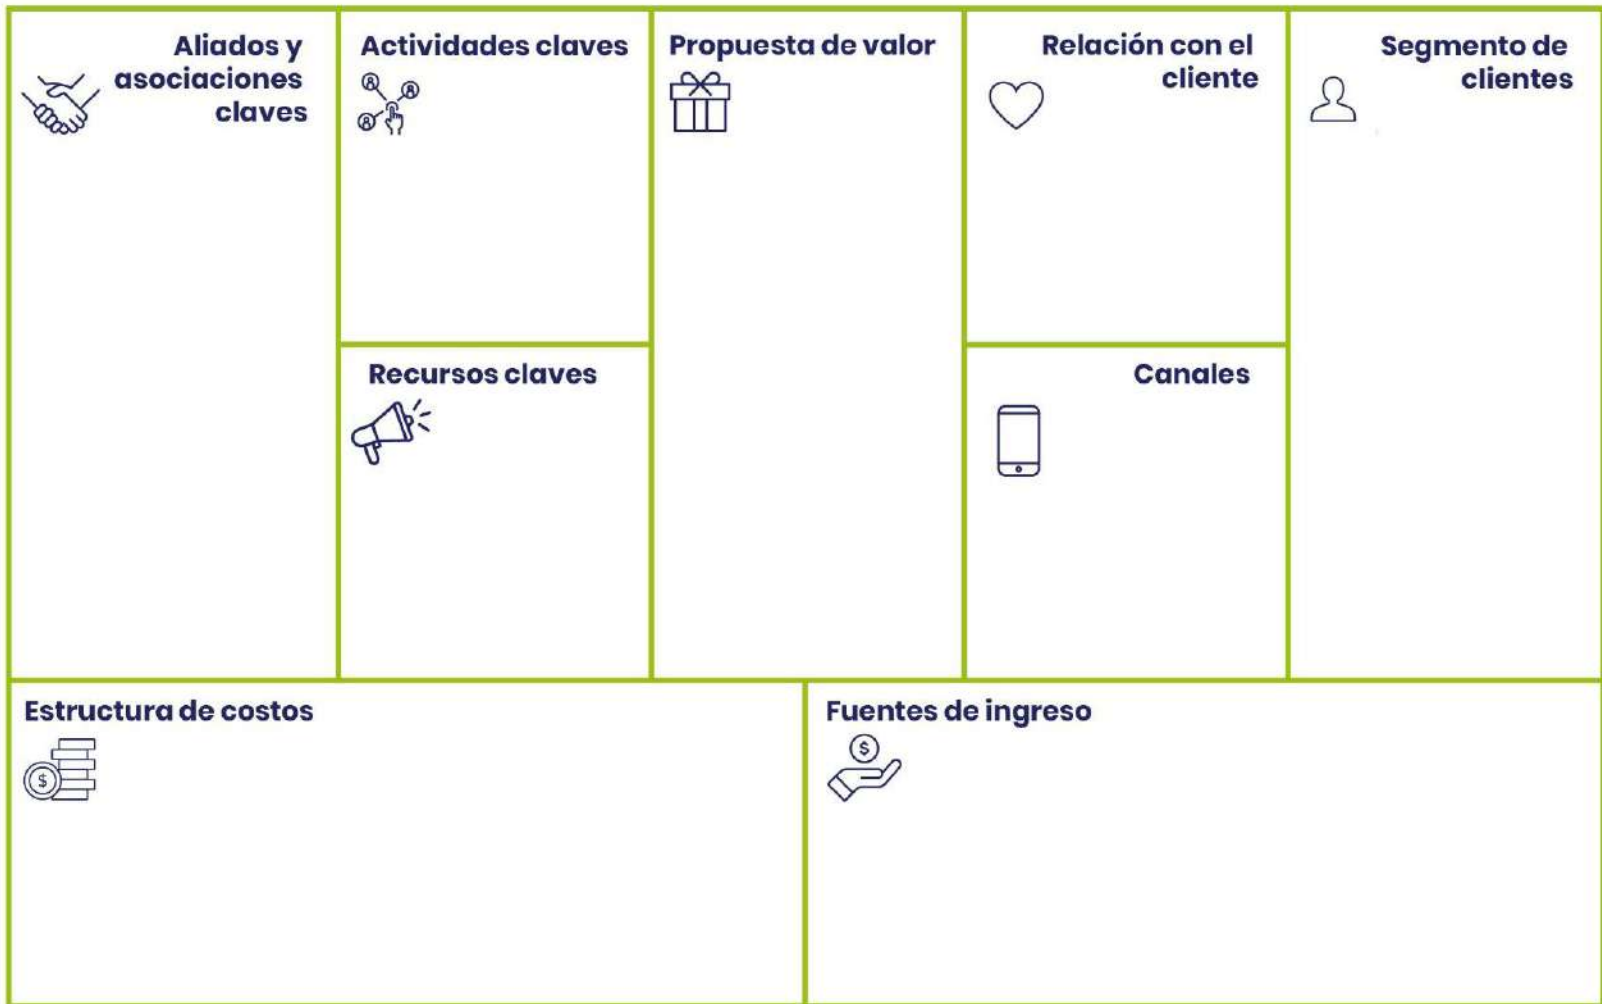 Aliados y
asociaciones
claves
Actividades claves
Propuesta de valor
Relación con el
cliente
Segmento de
clientes
Recursos claves
Canales
Estructura de costos
$
Fuentes de ingreso
$